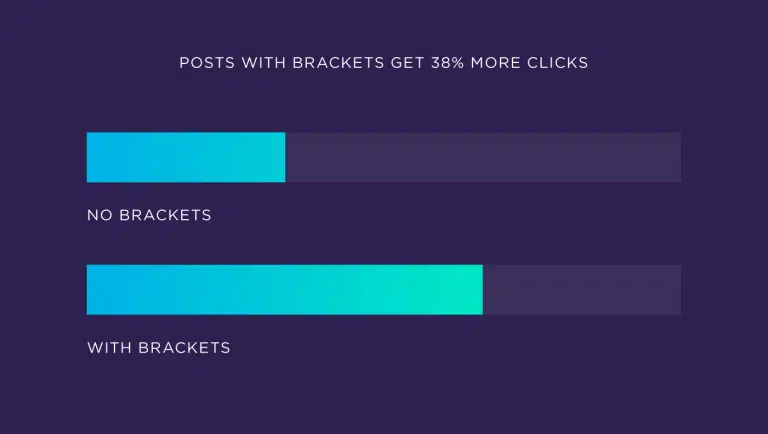 POSTS WITH BRACKETS GET 38% MORE CLICKS
NO BRACKETS
WITH BRACKETS